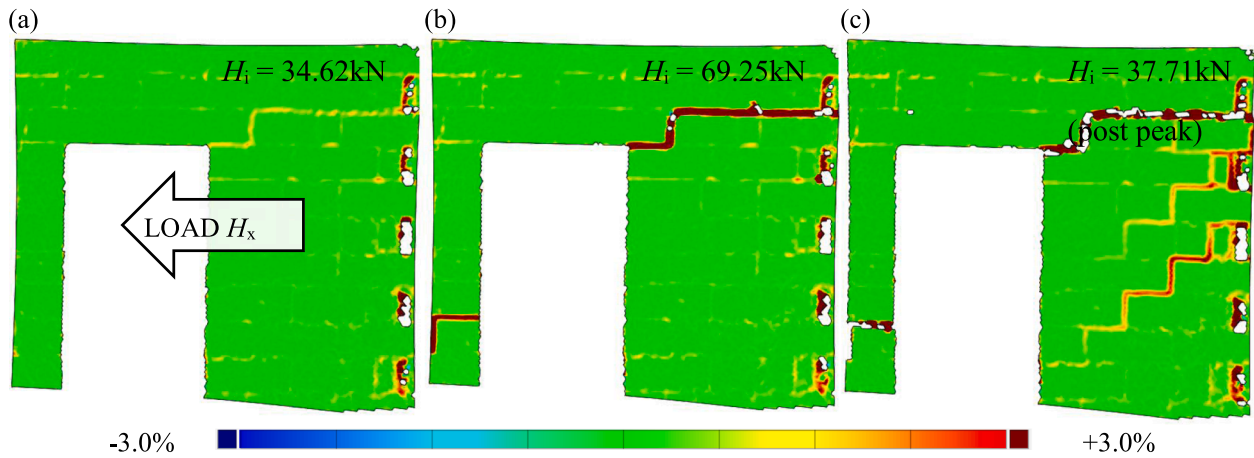 (a)
(b)
(c)
Hi = 34.62kN
Hi = 69.25kN
Hi = 37.71kN
(post peak)
LOAD Hx
-3.0%
+3.0%